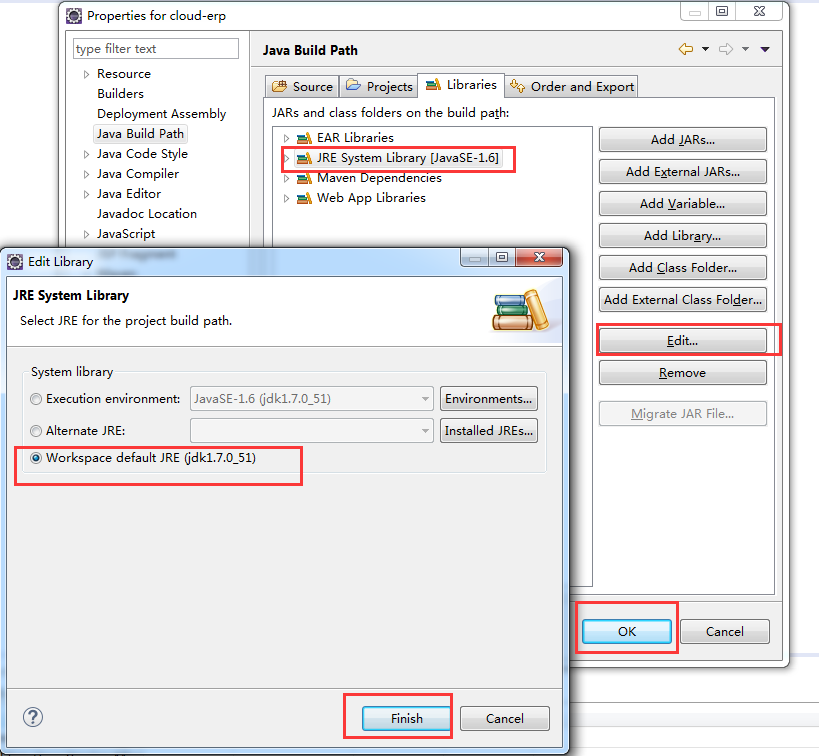 Properties for cloud-erp
type filter text
Java Build Path
Resource
Builders
Deployment Assembly
Java Build Path
Java Code Style
Java Compiler
Java Editor
Javadoc Location
JavaScript
Source
Projects
Libraries
Order and Export
JARs and class folders on the build path:
EAR Libraries
JRE System Library [JavaSE-1.6]
Maven Dependencies
Web App Libraries
Add JARs...
Add External JARs...
Add Variable...
Add Library...
Add Class Folder...
Add External Class Folder...
Edit...
Remove
Migrate JAR File...
OK
Cancel
Edit Library
JRE System Library
Select JRE for the project build path.
System library
Execution environment: JavaSE-1.6 (jdk1.7.0_51) Environments...
Alternate JRE: Installed JREs...
Workspace default JRE (jdk1.7.0_51)
?
Finish
Cancel